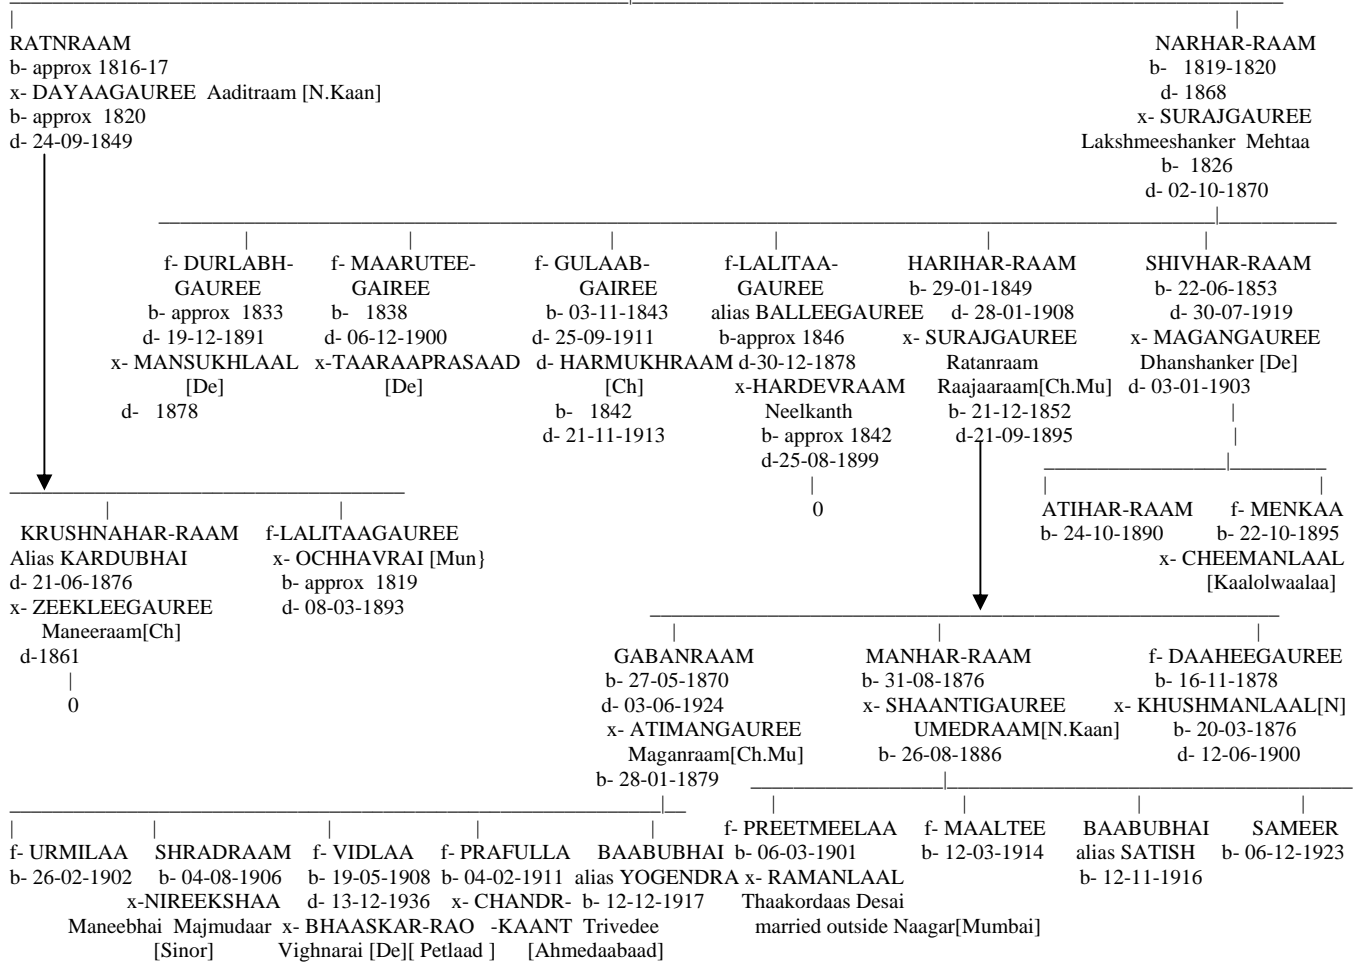 RATNRAAM
b- approx 1816-17
x- DAYAAGAUREE Aaditraam [N.Kaan]
b- approx 1820
d- 24-09-1849
NARHAR-RAAM
b- 1819-1820
d- 1868
x- SURAJGAUREE
Lakshmeeshanker Mehtaa
b- 1826
d- 02-10-1870
f- DURLABH-
GAUREE
b- approx 1833
d- 19-12-1891
x- MANSUKHLAAL
[De]
d- 1878
f- MAARUTEE-
GAIREE
b- 1838
d- 06-12-1900
x-TAARAAPRASAAD
[De]
f- GULAAB-
GAIREE
b- 03-11-1843
d- 25-09-1911
d- HARMUKHRAAM
[Ch]
b- 1842
d- 21-11-1913
f-LALITAA-
GAUREE
alias BALLEEGAUREE
b-approx 1846
d-30-12-1878
x-HARDEVRAAM
Neelkanth
b- approx 1842
d-25-08-1899
0
HARIHAR-RAAM
b- 29-01-1849
d- 28-01-1908
x- SURAJGAUREE
Ratanraam
Raajaaraam[Ch.Mu]
b- 21-12-1852
d-21-09-1895
SHIVHAR-RAAM
b- 22-06-1853
d- 30-07-1919
x- MAGANGAUREE
Dhanshanker [De]
d- 03-01-1903
KRUSHNAHAR-RAAM
Alias KARDUBHAI
d- 21-06-1876
x- ZEEKLEEGAUREE
Maneeraam[Ch]
d-1861
0
f-LALITAAGAUREE
x- OCHHAVRAI [Mun}
b- approx 1819
d- 08-03-1893
ATIHAR-RAAM
b- 24-10-1890
f- MENKAA
b- 22-10-1895
x- CHEEMANLAAL
[Kaalolwaalaa]
GABANRAAM
b- 27-05-1870
d- 03-06-1924
x- ATIMANGAUREE
Maganraam[Ch.Mu]
b- 28-01-1879
MANHAR-RAAM
b- 31-08-1876
x- SHAANTIGAUREE
UMEDRAAM[N.Kaan]
b- 26-08-1886
f- DAAHEEGAUREE
b- 16-11-1878
x- KHUSHMANLAAL[N]
b- 20-03-1876
d- 12-06-1900
f- URMILAA
b- 26-02-1902
SHRADRAAM
b- 04-08-1906
x-NIREEKSHAA
Maneebhai Majmudaar
[Sinor]
f- VIDLAA
b- 19-05-1908
d- 13-12-1936
x- BHAASKAR-RAO
Vighnarai [De][ Petlaad ]
f- PRAFULLA
b- 04-02-1911
x- CHANDR-
-KAANT Trivedee
[Ahmedaabaad]
BAABUBHAI
alias YOGENDRA
b- 12-12-1917
f- PREETMEELAA
b- 06-03-1901
x- RAMANLAAL
Thaakordaas Desai
married outside Naagar[Mumbai]
f- MAALTEE
b- 12-03-1914
BAABUBHAI
alias SATISH
b- 12-11-1916
SAMEER
b- 06-12-1923